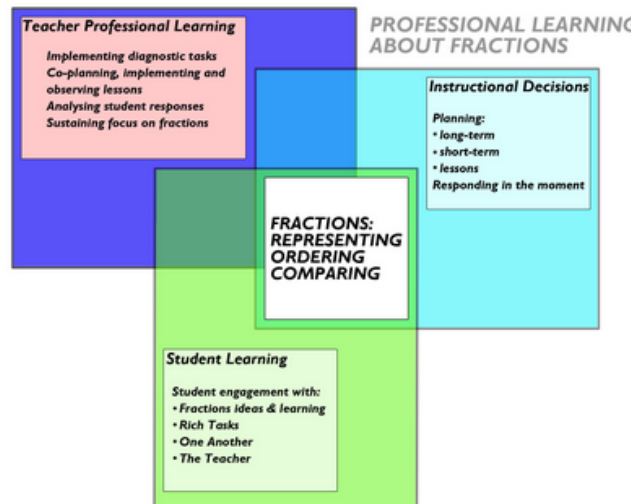 PROFESSIONAL LEARNING
ABOUT FRACTIONS
Teacher Professional Learning
Implementing diagnostic tasks
Co-planning, implementing and
observing lessons
Analysing student responses
Sustaining focus on fractions
Instructional Decisions
Planning:
• long-term
• short-term
• lessons
Responding in the moment
FRACTIONS:
REPRESENTING
ORDERING
COMPARING
Student Learning
Student engagement with:
• Fractions ideas & learning
• Rich Tasks
• One Another
• The Teacher